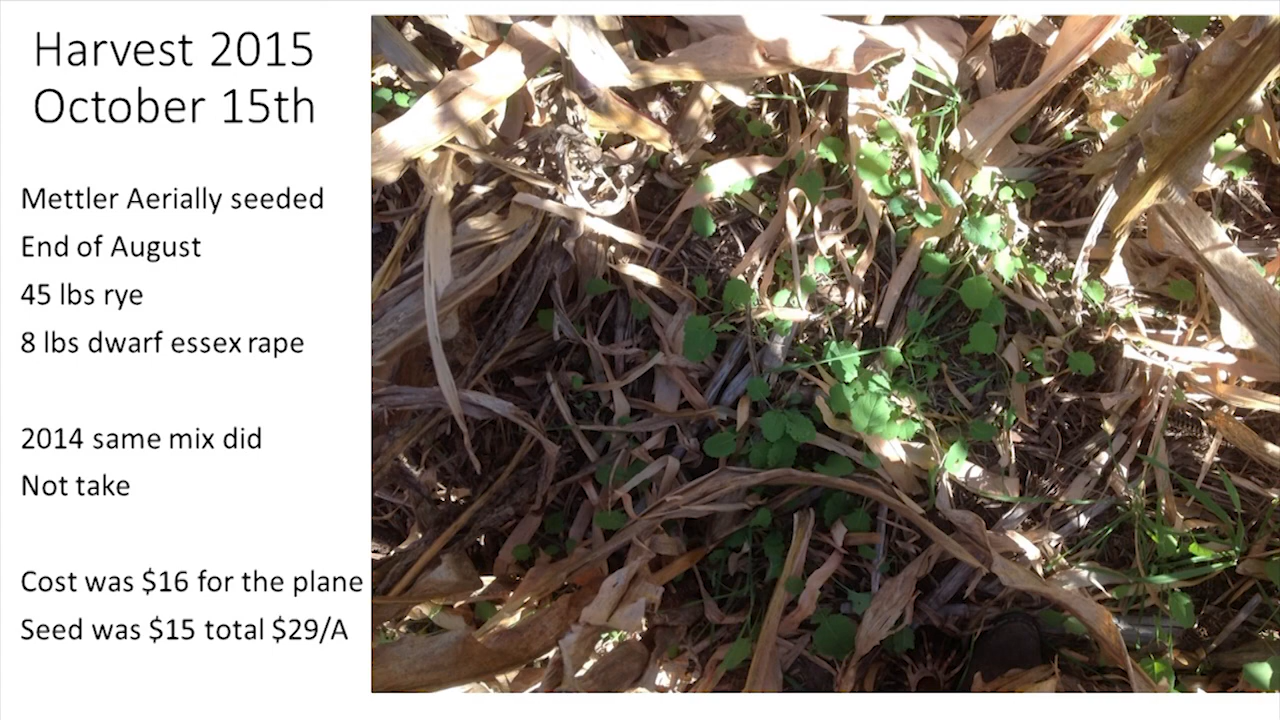 Harvest 2015
October 15th
Mettler Aerially seeded
End of August
45 lbs rye
8 lbs dwarf essex rape
2014 same mix did
Not take
Cost was $16 for the plane
Seed was $15 total $29/A